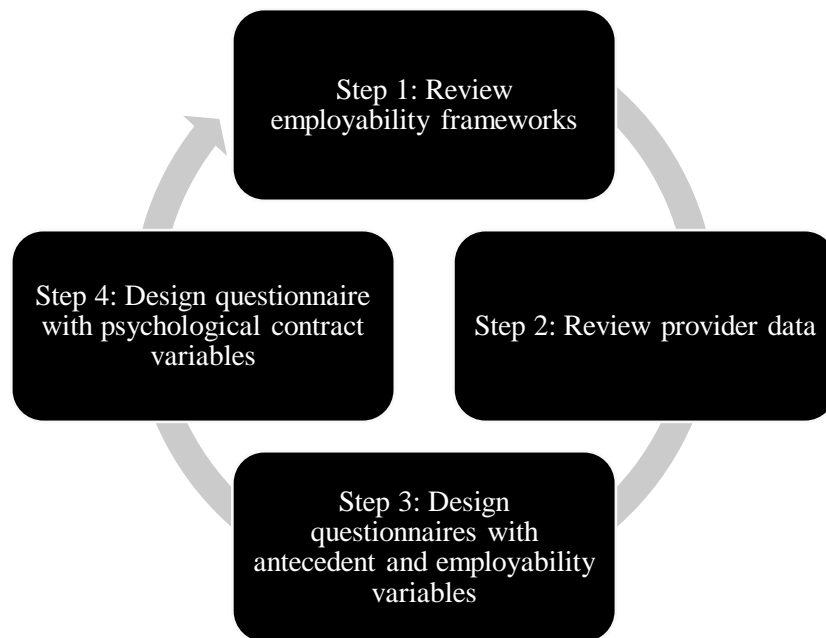 Step 1: Review
employability frameworks
Step 2: Review provider data
Step 3: Design
questionnaires with
antecedent and employability
variables
Step 4: Design questionnaire
with psychological contract
variables